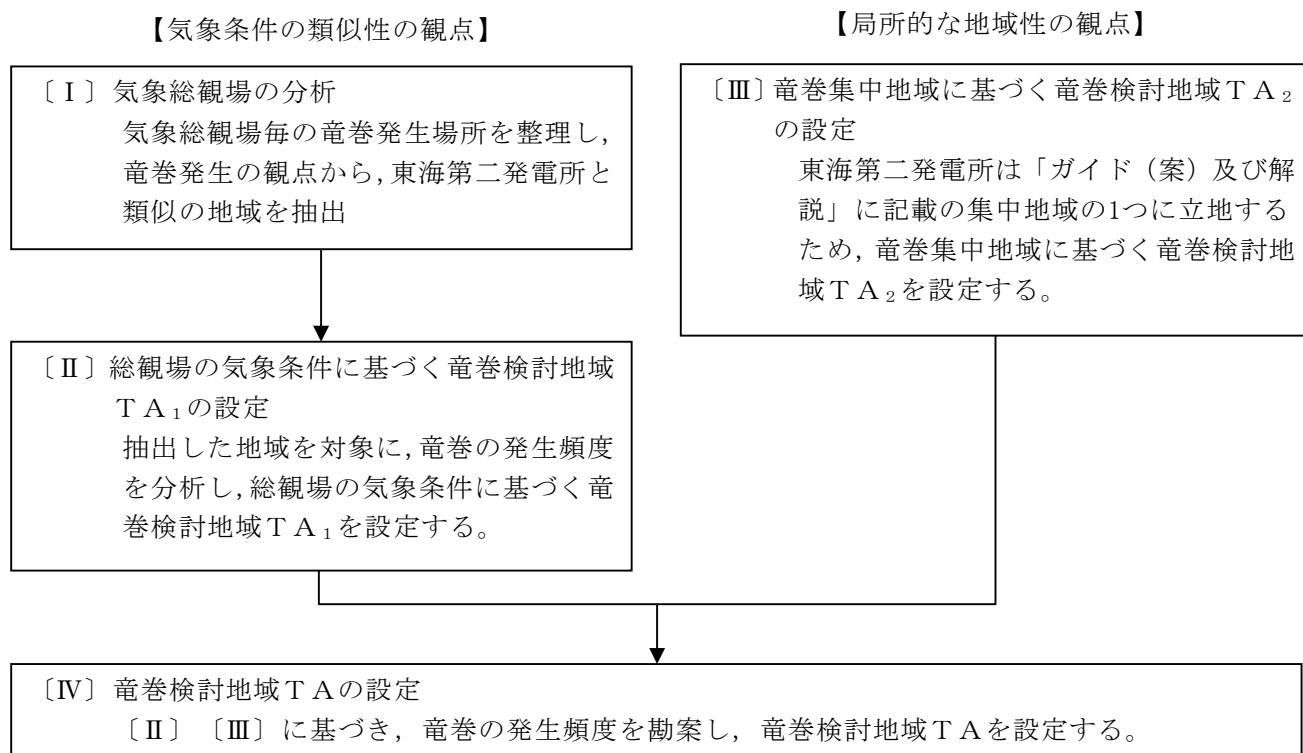 【気象条件の類似性の観点】
〔Ⅰ〕気象総観場の分析
気象総観場毎の竜巻発生場所を整理し,
竜巻発生の観点から,東海第二発電所と
類似の地域を抽出
〔Ⅱ〕総観場の気象条件に基づく竜巻検討地域
ＴＡ₁の設定
抽出した地域を対象に,竜巻の発生頻度
を分析し,総観場の気象条件に基づく竜
巻検討地域ＴＡ₁を設定する。
【局所的な地域性の観点】
〔Ⅲ〕竜巻集中地域に基づく竜巻検討地域ＴＡ₂
の設定
東海第二発電所は「ガイド（案）及び解
説」に記載の集中地域の1つに立地する
ため,竜巻集中地域に基づく竜巻検討地
域ＴＡ₂を設定する。
〔Ⅳ〕竜巻検討地域ＴＡの設定
〔Ⅱ〕〔Ⅲ〕に基づき，竜巻の発生頻度を勘案し，竜巻検討地域ＴＡを設定する。